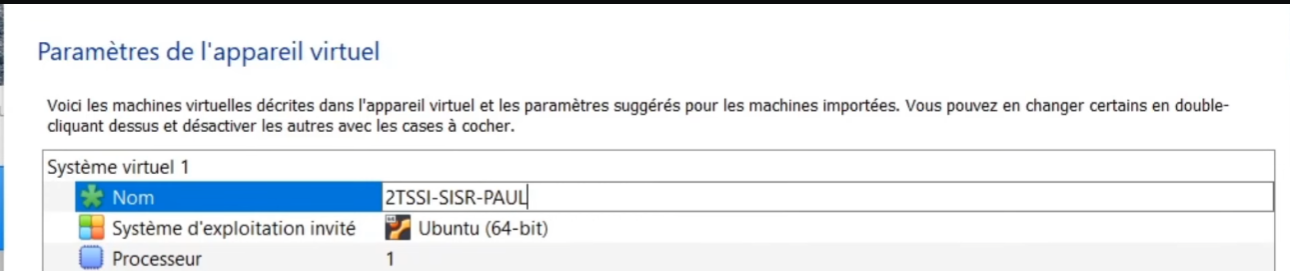 Paramètres de l'appareil virtuel
Voici les machines virtuelles décrites dans l'appareil virtuel et les paramètres suggérés pour les machines importées. Vous pouvez en changer certains en double-
cliquant dessus et désactiver les autres avec les cases à cocher.
Système virtuel 1
Nom 2TSSI-SISR-PAUL
Système d'exploitation invité Ubuntu (64-bit)
Processeur 1